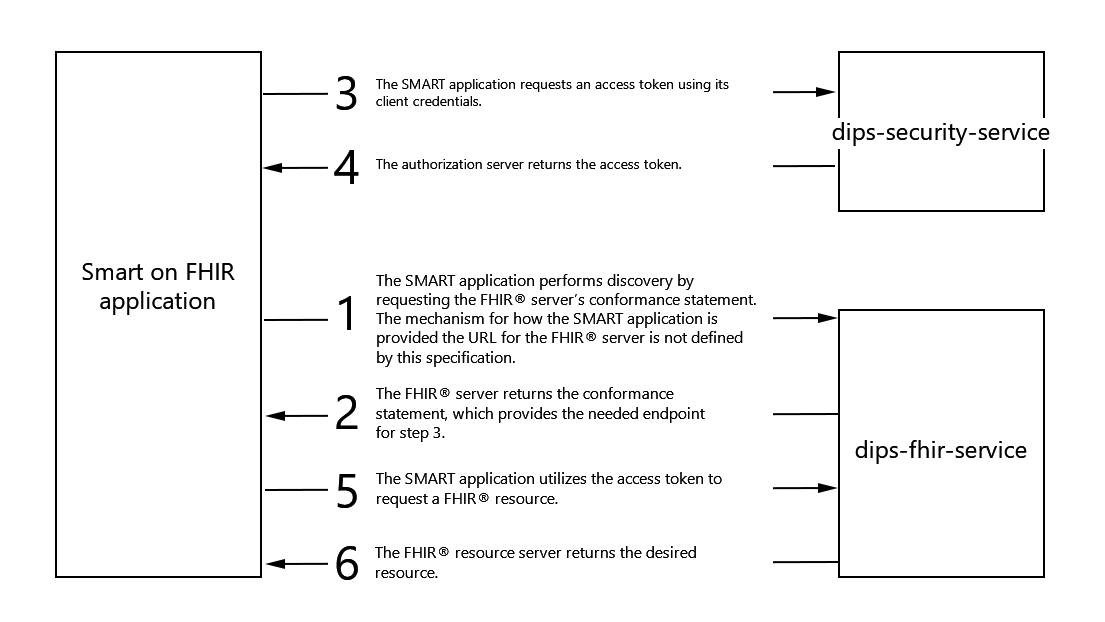 3
The SMART application requests an access token using its
client credentials.
dips-security-service
4
The authorization server returns the access token.
Smart on FHIR
application
1
The SMART application performs discovery by
requesting the FHIR® server’s conformance statement.
The mechanism for how the SMART application is
provided the URL for the FHIR® server is not defined
by this specification.
2
The FHIR® server returns the conformance
statement, which provides the needed endpoint
for step 3.
dips-fhir-service
5
The SMART application utilizes the access token to
request a FHIR® resource.
6
The FHIR® resource server returns the desired
resource.